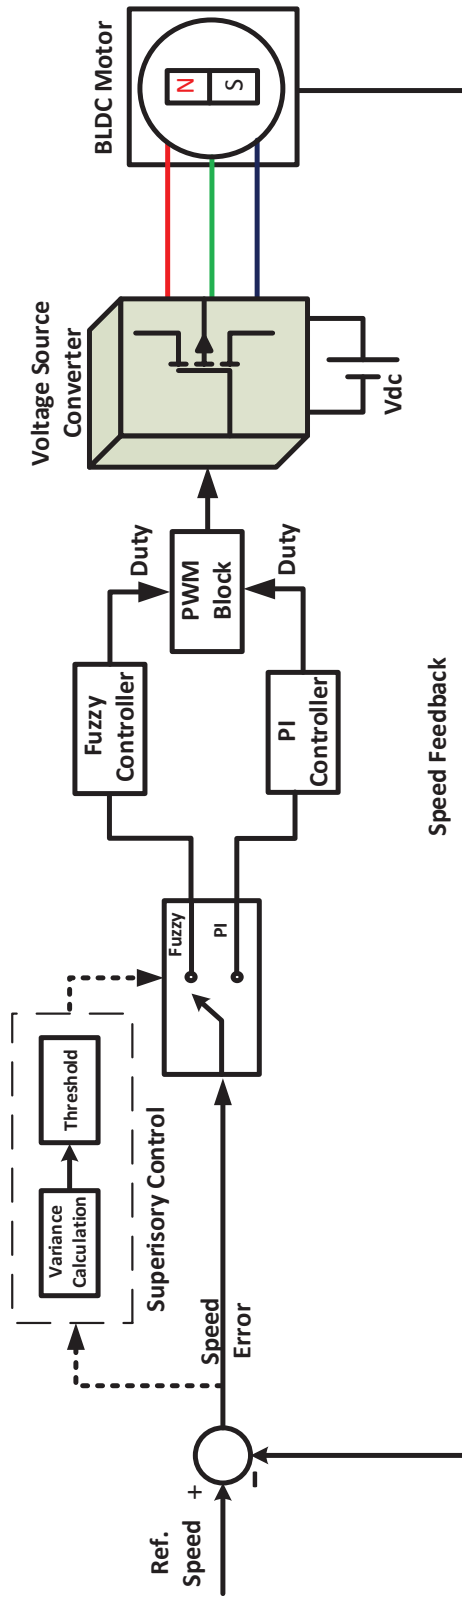 Ref.
Speed
+
-
Speed
Error
Variance
Calculation
Threshold
Superisory Control
Fuzzy
PI
Fuzzy
Controller
PI
Controller
Duty
Duty
PWM
Block
Voltage Source
Converter
Vdc
BLDC Motor
N
S
Speed Feedback